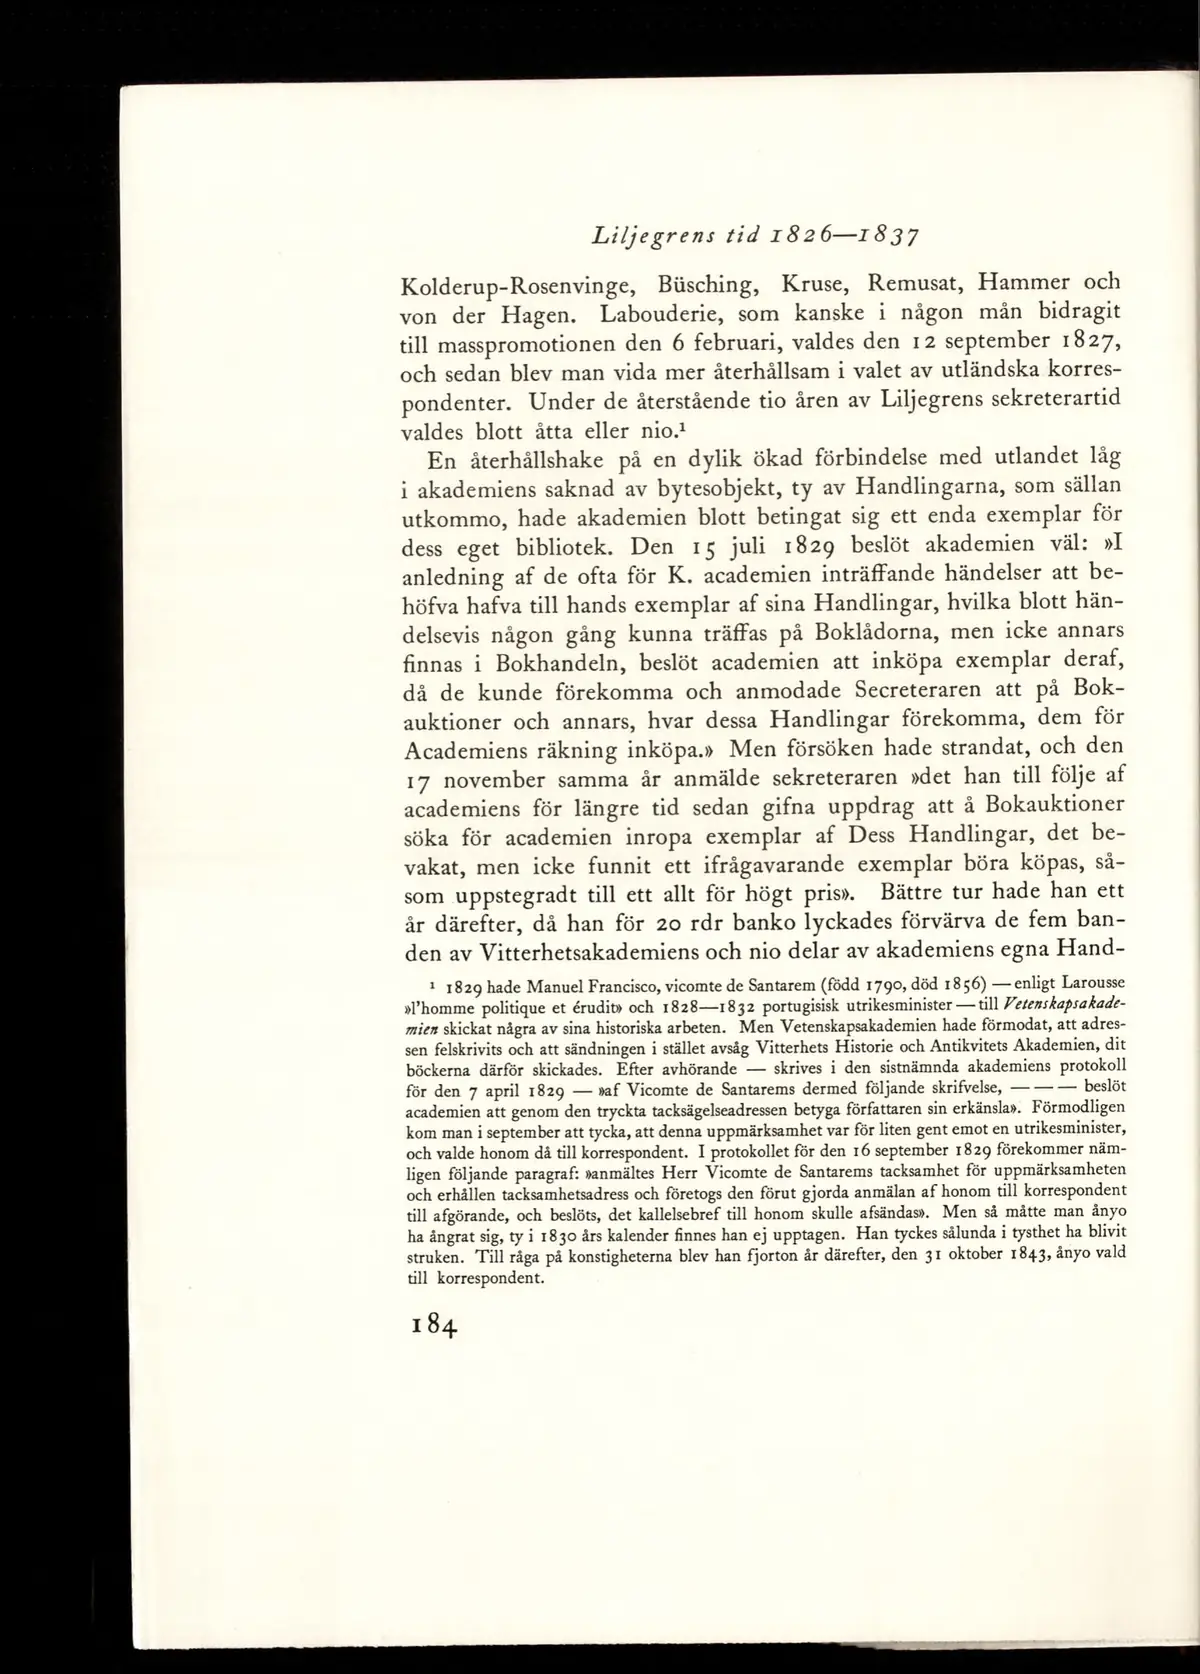 Liljegrens tid 1826—1837
Kolderup-Rosenvinge, Büsching, Kruse, Remusat, Hammer och
von der Hagen. Labouderie, som kanske i någon mån bidragit
till masspromotionen den 6 februari, valdes den 12 september 1827,
och sedan blev man vida mer återhållsam i valet av utländska korres-
pondenter. Under de återstående tio åren av Liljegrens sekreterartid
valdes blott åtta eller nio.¹
En återhållshake på en dylik ökad förbindelse med utlandet låg
i akademiens saknad av bytesobjekt, ty av Handlingarna, som sällan
utkommo, hade akademien blott betingat sig ett enda exemplar för
dess eget bibliotek. Den 15 juli 1829 beslöt akademien väl: »I
anledning af de ofta för K. academien inträffande händelser att be-
höfva hafva till hands exemplar af sina Handlingar, hvilka blott hän-
delsevis någon gång kunna träffas på Boklådorna, men icke annars
finnas i Bokhandeln, beslöt academien att inköpa exemplar deraf,
då de kunde förekomma och anmodade Secreteraren att på Bok-
auktioner och annars, hvar dessa Handlingar förekomma, dem för
Academiens räkning inköpa.» Men försöken hade strandat, och den
17 november samma år anmälde sekreteraren »det han till följe af
academiens för längre tid sedan gifna uppdrag att å Bokauktioner
söka för academien inropa exemplar af Dess Handlingar, det be-
vakat, men icke funnit ett ifrågavarande exemplar böra köpas, så-
som uppstegradt till ett allt för högt pris». Bättre tur hade han ett
år därefter, då han för 20 rdr banko lyckades förvärva de fem ban-
den av Vitterhetsakademiens och nio delar av akademiens egna Hand-
¹ 1829 hade Manuel Francisco, vicomte de Santarem (född 1790, död 1856) — enligt Larousse
»l'homme politique et érudit» och 1828—1832 portugisisk utrikesminister — till Vetenskapsakade-
mien skickat några av sina historiska arbeten. Men Vetenskapsakademien hade förmodat, att adres-
sen felskrivits och att sändningen i stället avsåg Vitterhets Historie och Antikvitets Akademien, dit
böckerna därför skickades. Efter avhörande — skrives i den sistnämnda akademiens protokoll
för den 7 april 1829 — »af Vicomte de Santarems dermed följande skrifvelse, — — — beslöt
academien att genom den tryckta tacksägelseadressen betyga författaren sin erkänsla». Förmodligen
kom man i september att tycka, att denna uppmärksamhet var för liten gent emot en utrikesminister,
och valde honom då till korrespondent. I protokollet för den 16 september 1829 förekommer näm-
ligen följande paragraf: »anmältes Herr Vicomte de Santarems tacksamhet för uppmärksamheten
och erhållen tacksamhetsadress och företogs den förut gjorda anmälan af honom till korrespondent
till afgörande, och beslöts, det kallelsebref till honom skulle afsändas». Men så måtte man ånyo
ha ångrat sig, ty i 1830 års kalender finnes han ej upptagen. Han tyckes sålunda i tysthet ha blivit
struken. Till råga på konstigheterna blev han fjorton år därefter, den 31 oktober 1843, ånyo vald
till korrespondent.
184